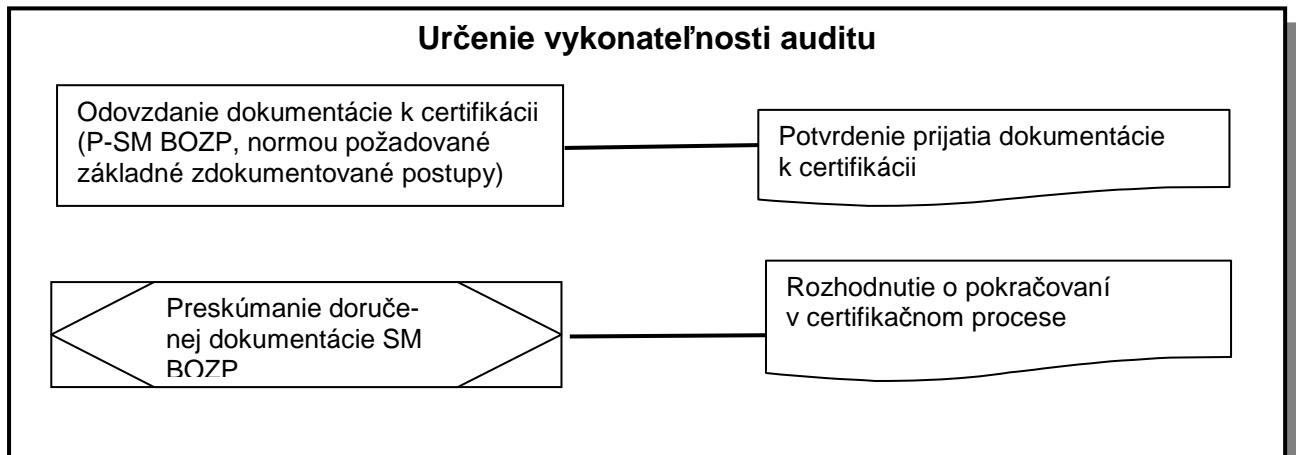 Určenie vykonateľnosti auditu
Odovzdanie dokumentácie k certifikácii
(P-SM BOZP, normou požadované
základné zdokumentované postupy)
Potvrdenie prijatia dokumentácie
k certifikácii
Preskúmanie doruče-
nej dokumentácie SM
BOZP
Rozhodnutie o pokračovaní
v certifikačnom procese